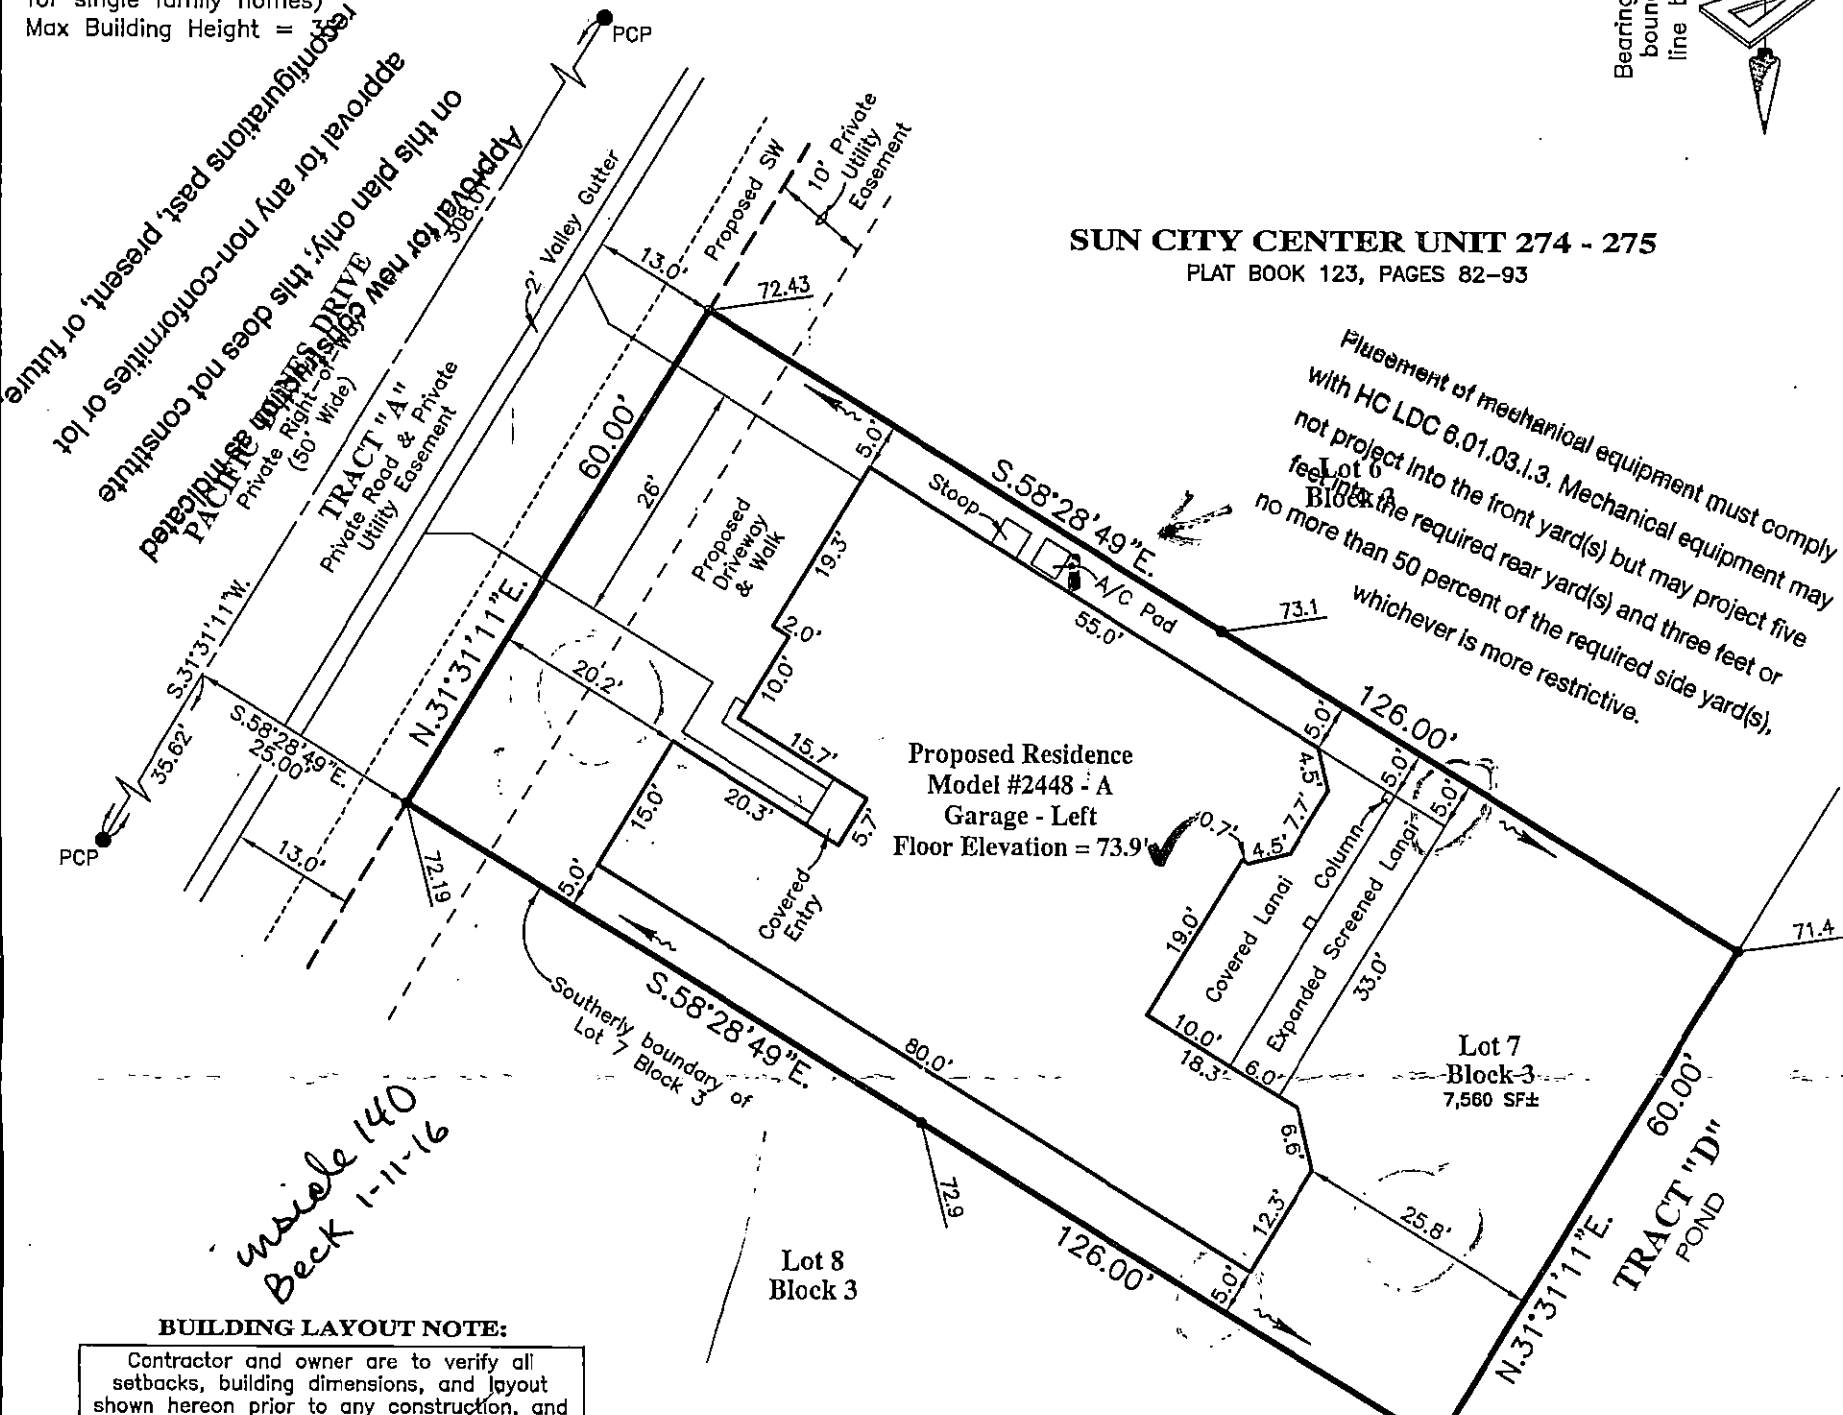 for single family homes)
Max Building Height =
PCP
Bearing
boun
line b
reconfigurations past, present, or future
approval for any non-conformities or lot
on this plan only; this does not constitute
Approval for new construction as indicated
PACIFIC DRIVE
Private Right-of-Way
(50' Wide)
TRACT "A"
Private Road & Private
Utility Easement
2' Valley Gutter
Proposed SW
10' Private
Utility
Easement
13.0'
72.43
SUN CITY CENTER UNIT 274 - 275
PLAT BOOK 123, PAGES 82-93
Placement of mechanical equipment must comply
with HC LDC 6.01.03.I.3. Mechanical equipment may
not project into the front yard(s) but may project five
feet into the required rear yard(s) and three feet or
no more than 50 percent of the required side yard(s),
whichever is more restrictive.
Lot 6
Block
60.00'
N.31°31'11"E.
26'
Proposed
Driveway
& Walk
5.0'
19.3'
2.0'
10.0'
Stoop
A/C Pad
S.58°28'49"E.
55.0'
73.1
126.00'
S.31°31'11"W.
S.58°28'49"E.
25.00'
35.62'
PCP
13.0'
72.19
20.2'
15.0'
5.0'
15.7'
20.3'
5.7'
Covered
Entry
Proposed Residence
Model #2448 - A
Garage - Left
Floor Elevation = 73.9'
0.7'
4.5'
7.7'
4.5'
5.0'
5.0'
5.0'
19.0'
Covered Lanai
Column
Expanded Screened Lanai
33.0'
10.0'
18.3'
6.0'
71.4
Lot 7
Block 3
7,560 SF±
60.00'
N.31°31'11"E.
TRACT "D"
POND
6.6'
12.3'
25.8'
5.0'
80.0'
S.58°28'49"E.
126.00'
72.9
Southerly boundary of
Lot 7 Block 3
Lot 8
Block 3
inside 140
Beck 1-11-16
BUILDING LAYOUT NOTE:
Contractor and owner are to verify all
setbacks, building dimensions, and layout
shown hereon prior to any construction, and